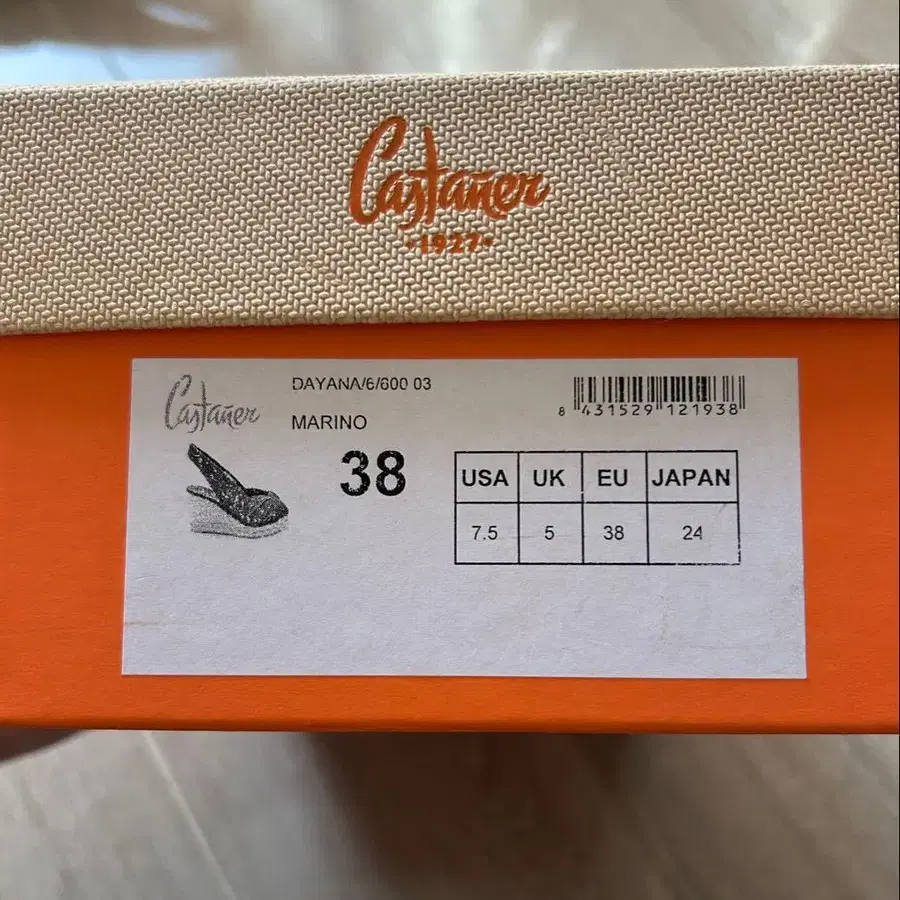 Castañer
·1927·
Castañer
DAYANA/6/600 03
MARINO
38
8 431529 121938
USA UK EU JAPAN
7.5 5 38 24